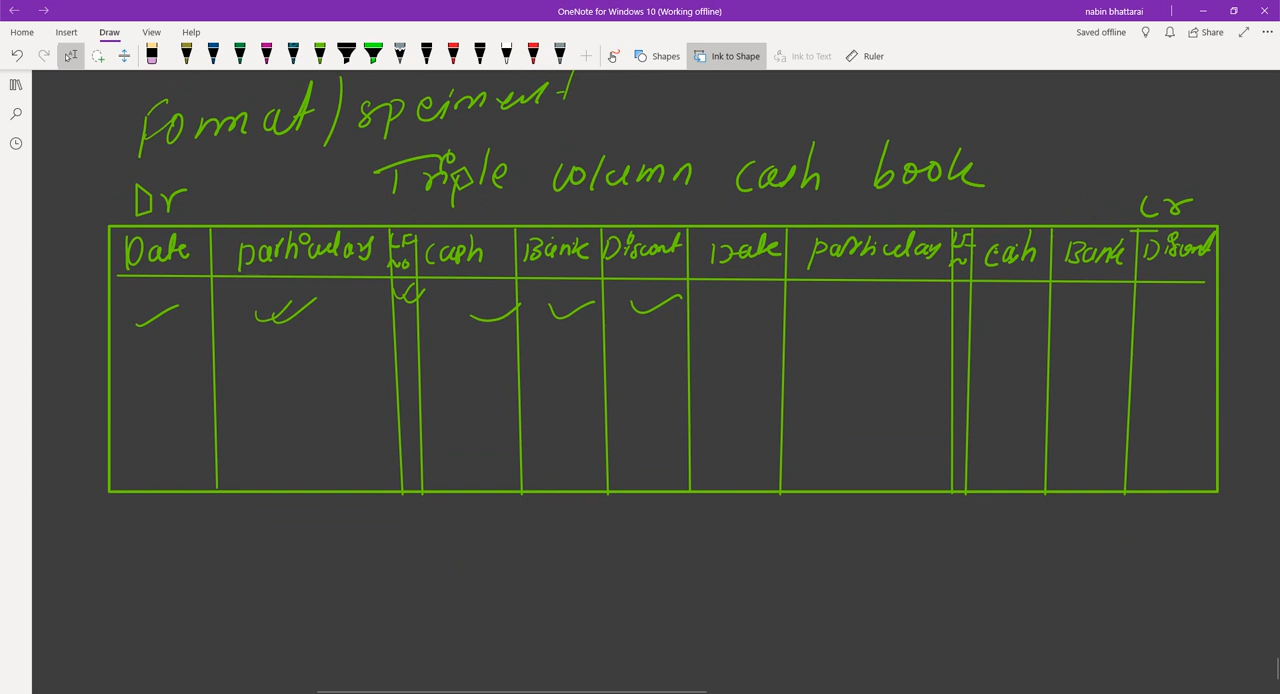 OneNote for Windows 10 (Working offline)
nabin bhattarai
Home Insert Draw View Help
Saved offline Share
Shapes Ink to Shape Ink to Text Ruler
Format) speiment
Triple column cash book
Dr Cr
Date particulars LF no cash Bank Discount Date particulars LF cash Bank Discount